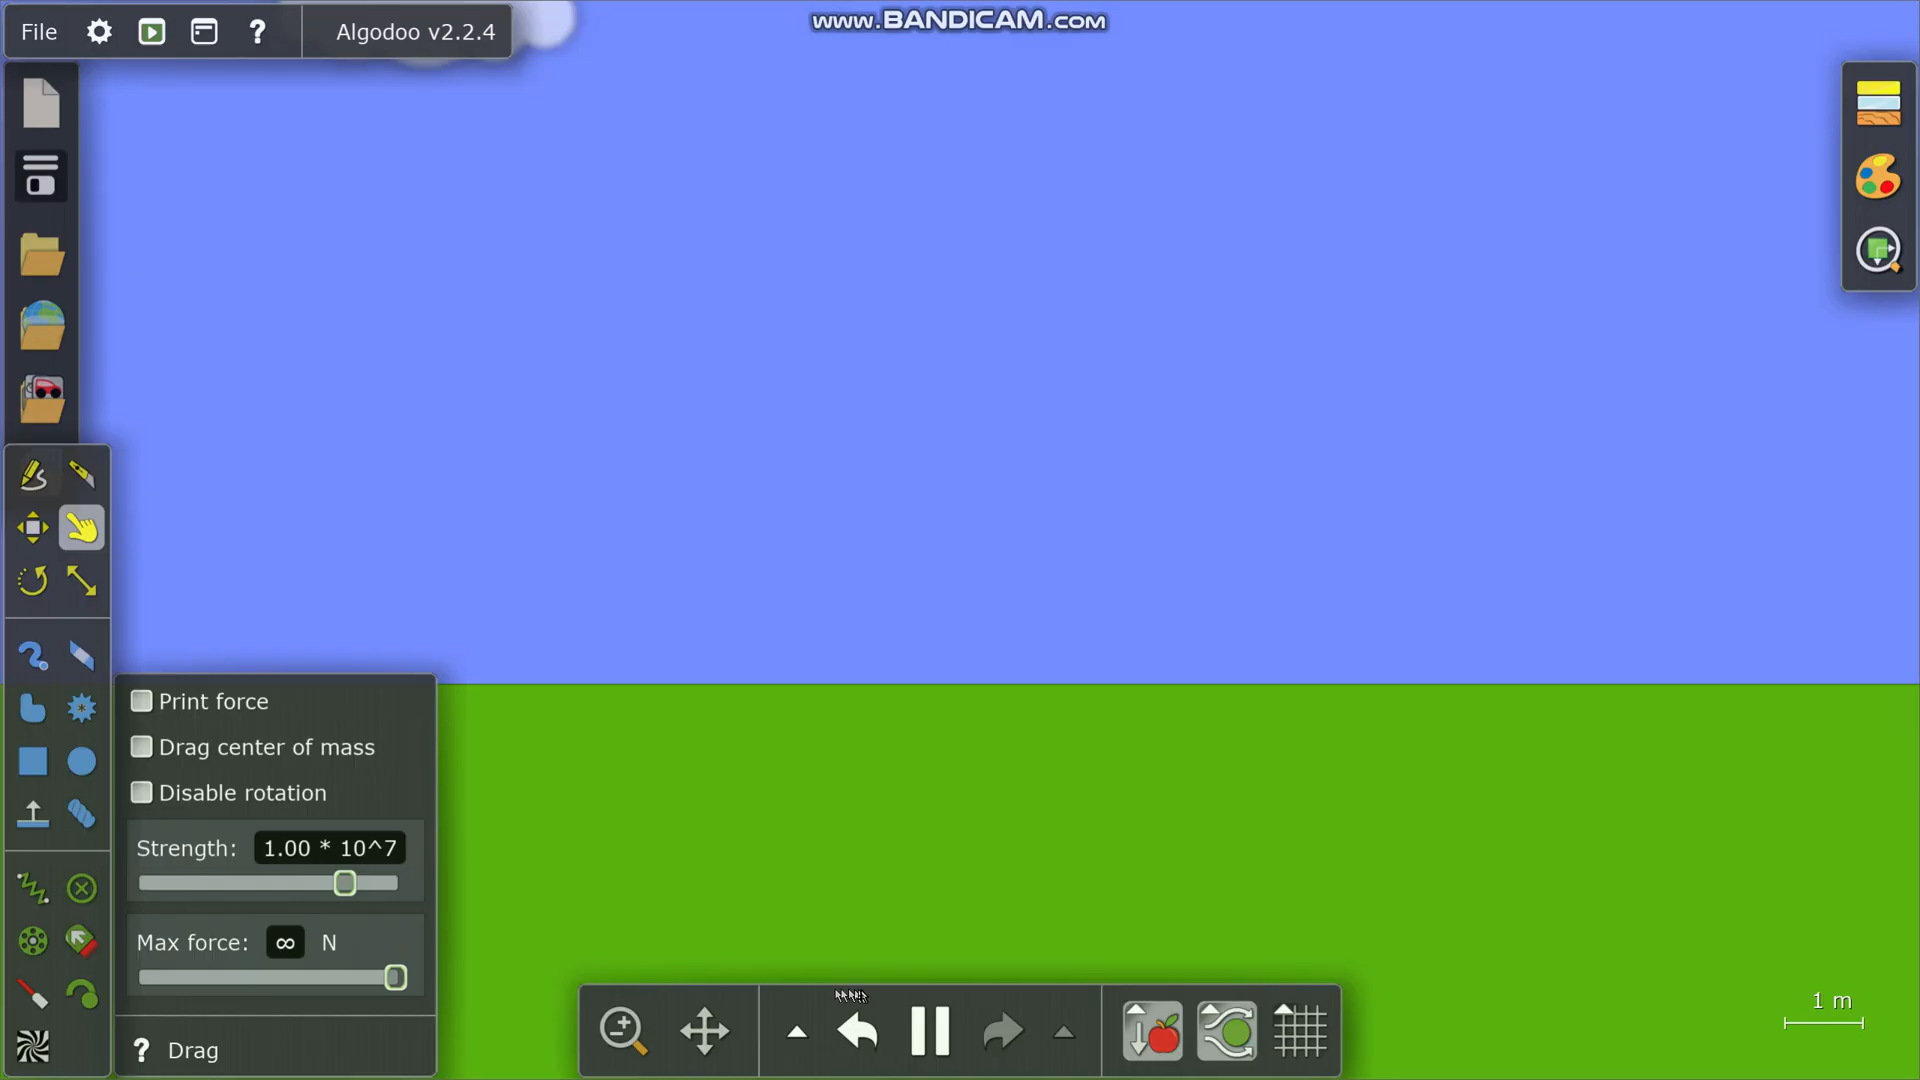 www.BANDICAM.com
File
?
Algodoo v2.2.4
Print force
Drag center of mass
Disable rotation
Strength: 1.00 * 10^7
Max force: ∞ N
? Drag
1 m